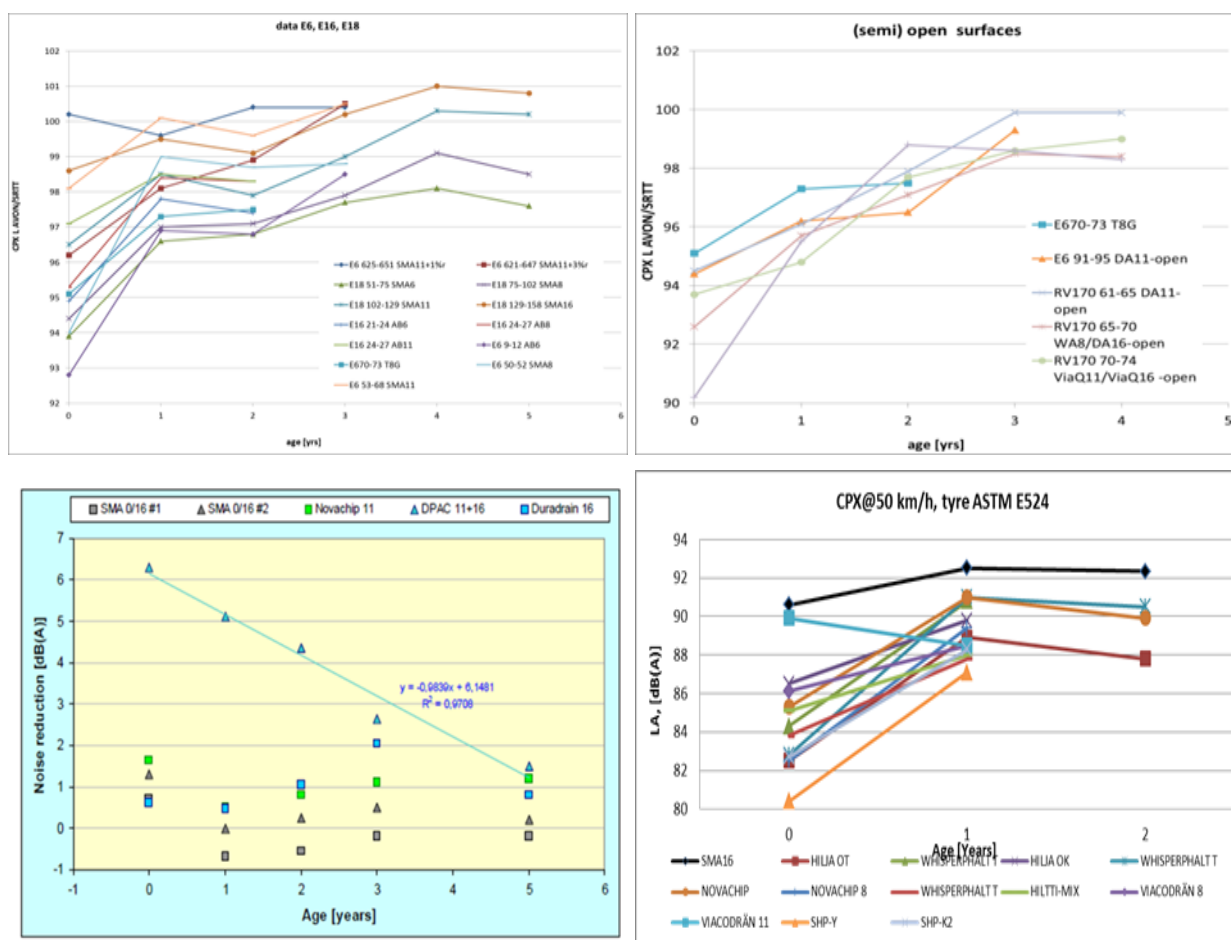 data E6, E16, E18
CPX L AVON/SRTT
102
101
100
99
98
97
96
95
94
93
92
0 1 2 3 4 5 6
age [yrs]
E6 625-651 SMA11+1%r
E6 621-647 SMA11+3%r
E18 51-75 SMA6
E18 75-102 SMA8
E18 102-129 SMA11
E18 129-158 SMA16
E16 21-24 AB6
E16 24-27 AB8
E16 24-27 AB11
E6 9-12 AB6
E670-73 T8G
E6 50-52 SMA8
E6 53-68 SMA11
(semi) open surfaces
CPX L AVON/SRTT
102
100
98
96
94
92
90
0 1 2 3 4 5
age [yrs]
E670-73 T8G
E6 91-95 DA11-open
RV170 61-65 DA11-
open
RV170 65-70
WA8/DA16-open
RV170 70-74
ViaQ11/ViaQ16 -open
SMA 0/16 #1 SMA 0/16 #2 Novachip 11 DPAC 11+16 Duradrain 16
Noise reduction [dB(A)]
7
6
5
4
3
2
1
0
-1
y = -0,9839x + 6,1481
R2 = 0,9708
-1 0 1 2 3 4 5 6
Age [years]
CPX@50 km/h, tyre ASTM E524
LA, [dB(A)]
94
92
90
88
86
84
82
80
0 1 2
Age [Years]
SMA16 HILJA OT WHISPERPHALT T HILJA OK WHISPERPHALT T
NOVACHIP NOVACHIP 8 WHISPERPHALT T HILTTI-MIX VIACODRÄN 8
VIACODRÄN 11 SHP-Y SHP-K2